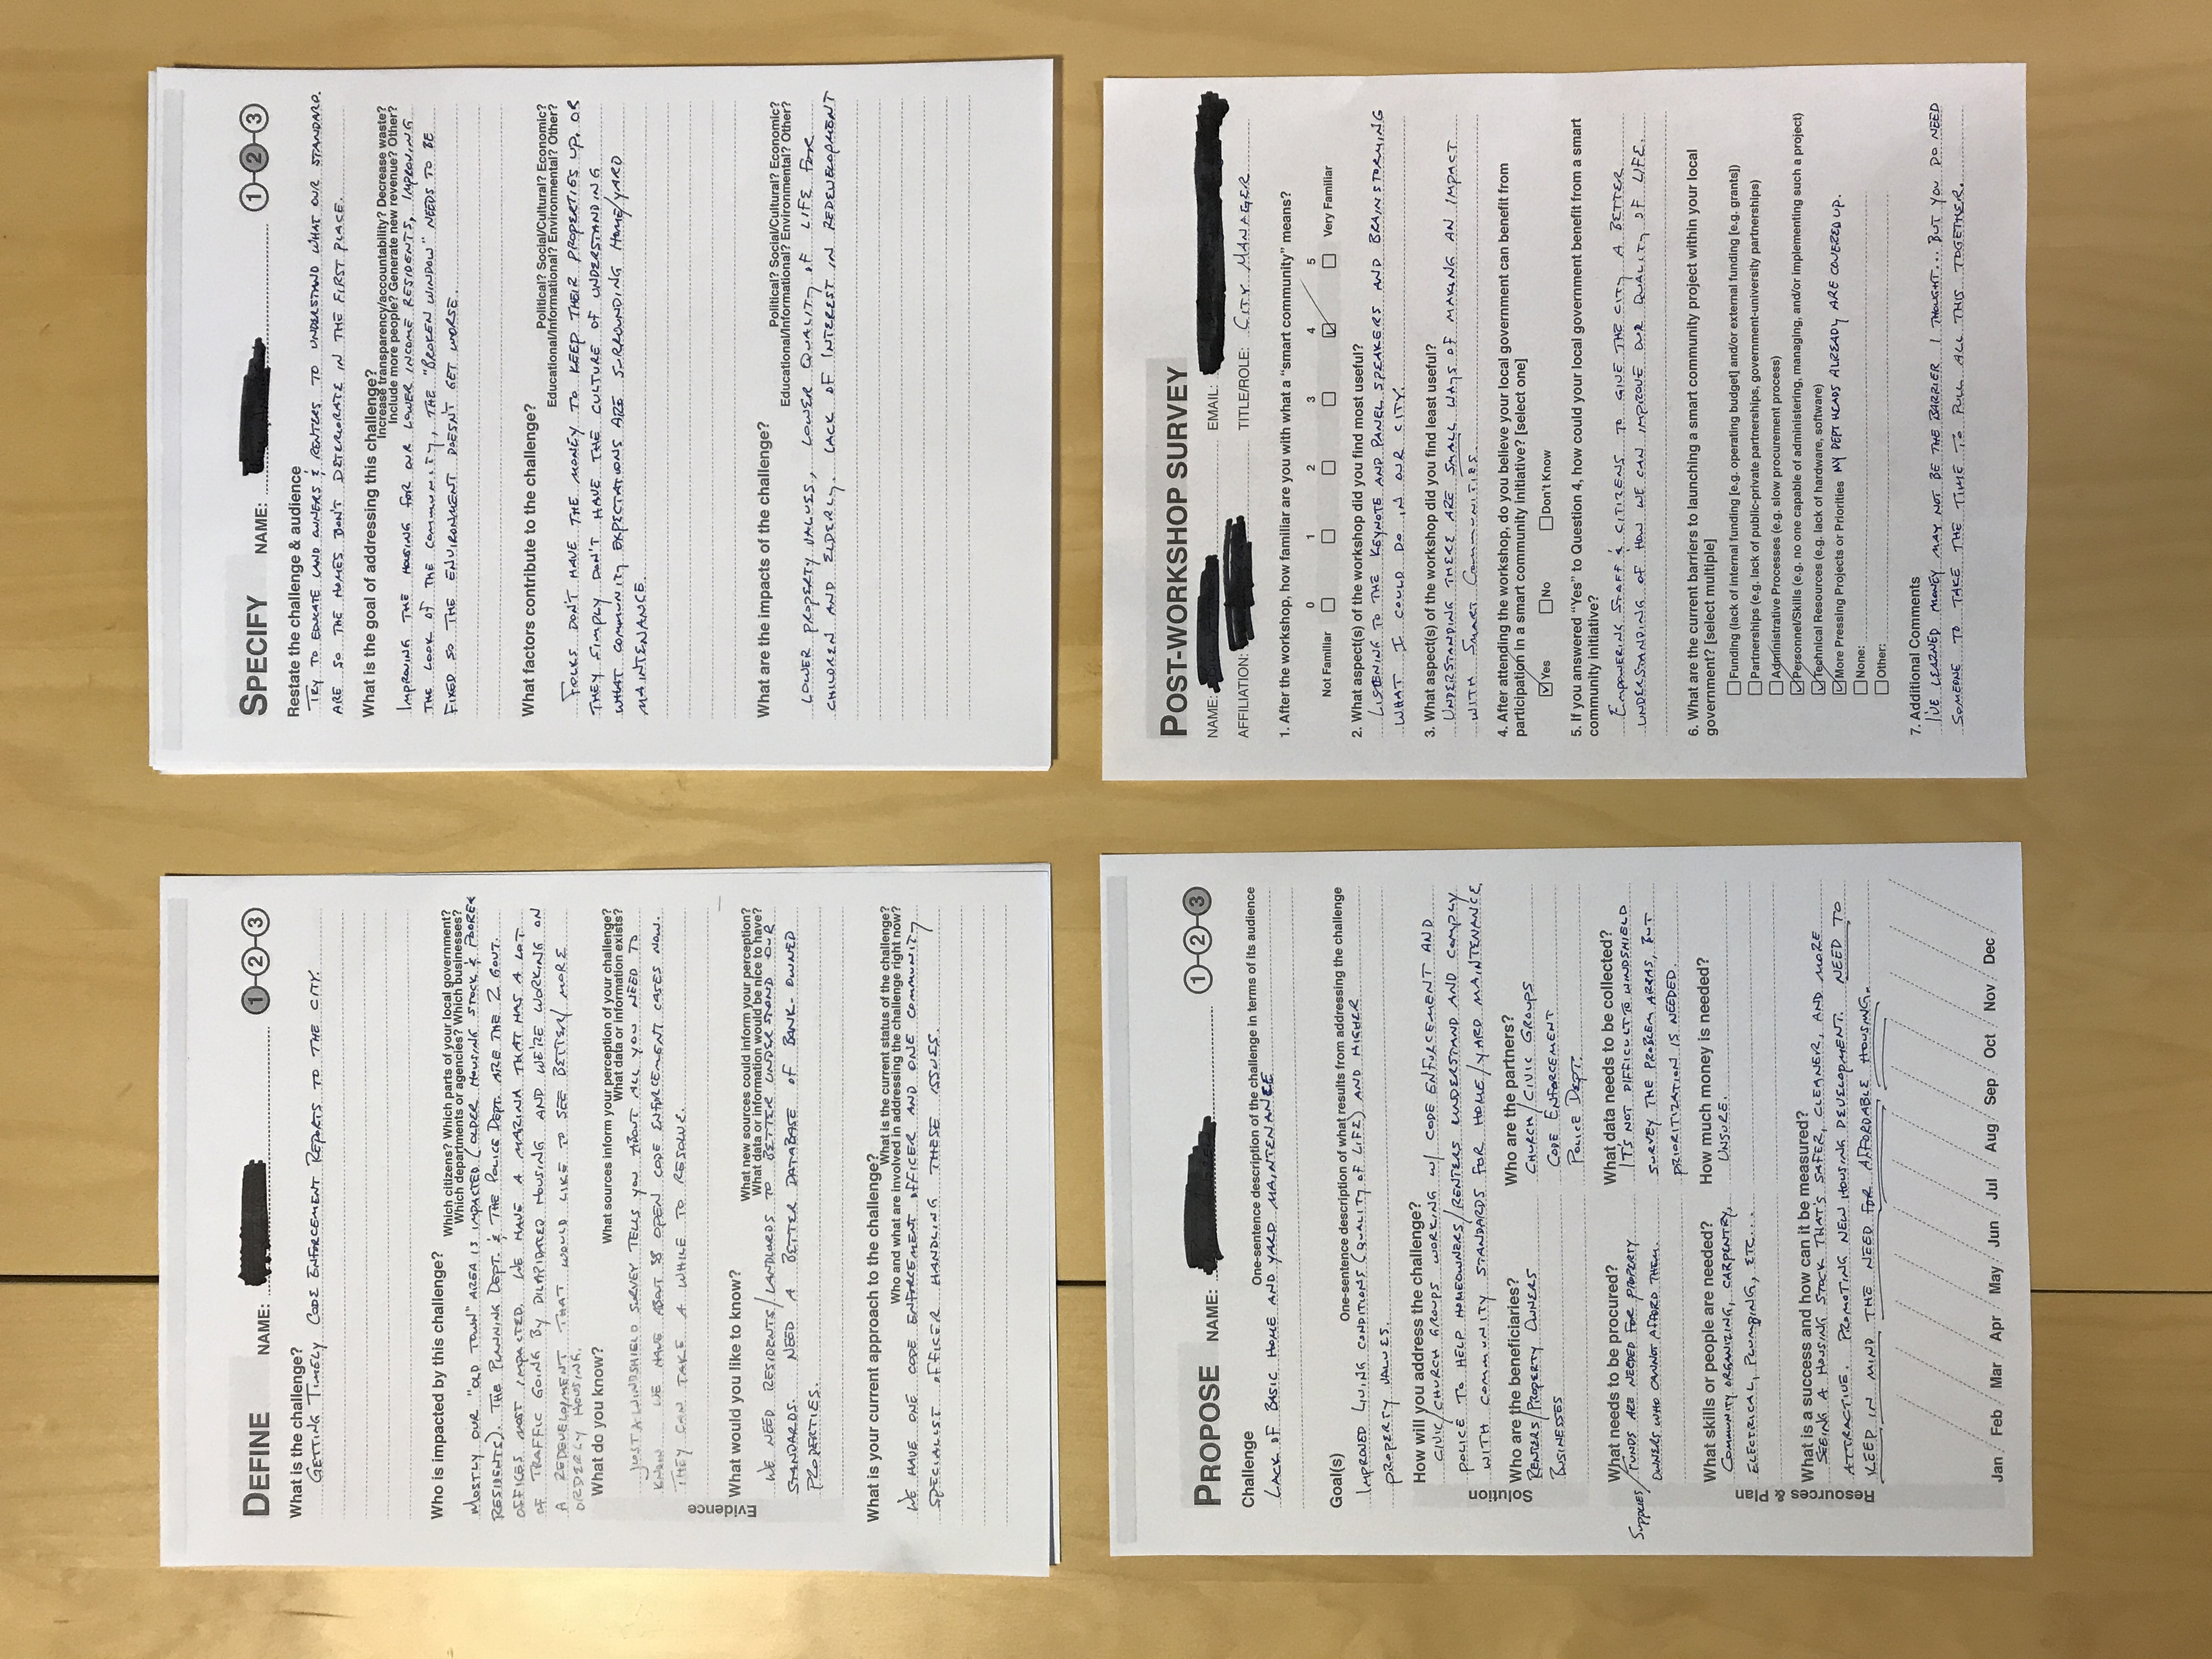 DEFINE NAME: 1 2 3
What is the challenge?
GETTING TIMELY CODE ENFORCEMENT REPORTS TO THE CITY.
Who is impacted by this challenge?
Which citizens? Which parts of your local government?
Which departments or agencies? Which businesses?
MOSTLY OUR "OLD TOWN" AREA IS IMPACTED (OLDER HOUSING STOCK & POORER
RESIDENTS). THE PLANNING DEPT. & THE POLICE DEPT. ARE THE 2 GOVT.
OFFICES MOST IMPACTED. WE HAVE A MARINA THAT HAS A LOT
OF TRAFFIC GOING BY DILAPIDATED HOUSING AND WE'RE WORKING ON
A REDEVELOPMENT THAT WOULD LIKE TO SEE BETTER/MORE
ORDERLY HOUSING.
Evidence
What do you know?
What sources inform your perception of your challenge?
What data or information exists?
JUST A WINDSHIELD SURVEY TELLS YOU ABOUT ALL YOU NEED TO
KNOW WE HAVE ABOUT 38 OPEN CODE ENFORCEMENT CASES NOW.
THEY CAN TAKE A WHILE TO RESOLVE.
What would you like to know?
What new sources could inform your perception?
What data or information would be nice to have?
WE NEED RESIDENTS/LANDLORDS TO BETTER UNDERSTAND OUR
STANDARDS. NEED A BETTER DATABASE OF BANK-OWNED
PROPERTIES.
What is your current approach to the challenge?
What is the current status of the challenge?
Who and what are involved in addressing the challenge right now?
WE HAVE ONE CODE ENFORCEMENT OFFICER AND ONE COMMUNITY
SPECIALIST OFFICER HANDLING THESE ISSUES.
SPECIFY NAME: 1 2 3
Restate the challenge & audience
TRY TO EDUCATE LAND OWNERS & RENTERS TO UNDERSTAND WHAT OUR STANDARD.
ARE SO THE HOMES DON'T DETERIORATE IN THE FIRST PLACE.
What is the goal of addressing this challenge?
Increase transparency/accountability? Decrease waste?
Include more people? Generate new revenue? Other?
IMPROVING THE HOUSING FOR OUR LOWER INCOME RESIDENTS, IMPROVING
THE LOOK OF THE COMMUNITY, THE "BROKEN WINDOW" NEEDS TO BE
FIXED SO THE ENVIRONMENT DOESN'T GET WORSE.
What factors contribute to the challenge?
Political? Social/Cultural? Economic?
Educational/Informational? Environmental? Other?
FOLKS DON'T HAVE THE MONEY TO KEEP THEIR PROPERTIES UP. OR
THEY SIMPLY DON'T HAVE THE CULTURE OF UNDERSTANDING
WHAT COMMUNITY EXPECTATIONS ARE SURROUNDING HOME/YARD
MAINTENANCE.
What are the impacts of the challenge?
Political? Social/Cultural? Economic?
Educational/Informational? Environmental? Other?
LOWER PROPERTY VALUES, LOWER QUALITY OF LIFE FOR
CHILDREN AND ELDERLY. LACK OF INTEREST IN REDEVELOPMENT
PROPOSE NAME: 1 2 3
Challenge
One-sentence description of the challenge in terms of its audience
LACK OF BASIC HOME AND YARD MAINTENANCE
Goal(s)
One-sentence description of what results from addressing the challenge
IMPROVED LIVING CONDITIONS (QUALITY OF LIFE) AND HIGHER
PROPERTY VALUES.
Solution
How will you address the challenge?
CIVIC/CHURCH GROUPS WORKING W/ CODE ENFORCEMENT AND
POLICE TO HELP HOMEOWNERS/RENTERS UNDERSTAND AND COMPLY
WITH COMMUNITY STANDARDS FOR HOME/YARD MAINTENANCE
Who are the beneficiaries?
RENTERS/PROPERTY OWNERS
BUSINESSES
Who are the partners?
CHURCH/CIVIC GROUPS
CODE ENFORCEMENT
POLICE DEPT.
Resources & Plan
What needs to be procured?
SUPPLIES/FUNDS ARE NEEDED FOR PROPERTY
OWNERS WHO CANNOT AFFORD THEM.
What data needs to be collected?
IT'S NOT DIFFICULT TO WINDSHIELD
SURVEY THE PROBLEM AREAS, BUT
PRIORITIZATION IS NEEDED.
What skills or people are needed?
COMMUNITY ORGANIZING, CARPENTRY,
ELECTRICAL, PLUMBING, ETC...
How much money is needed?
UNSURE.
What is a success and how can it be measured?
SEEING A HOUSING STOCK THAT'S SAFER, CLEANER, AND MORE
ATTRACTIVE. PROMOTING NEW HOUSING DEVELOPMENT. NEED TO
KEEP IN MIND THE NEED FOR AFFORDABLE HOUSING.
Jan Feb Mar Apr May Jun Jul Aug Sep Oct Nov Dec
POST-WORKSHOP SURVEY
NAME: EMAIL:
AFFILIATION: TITLE/ROLE: CITY MANAGER
1. After the workshop, how familiar are you with what a “smart community” means?
0 1 2 3 4 5
Not Familiar Very Familiar
2. What aspect(s) of the workshop did you find most useful?
LISTENING TO THE KEYNOTE AND PANEL SPEAKERS AND BRAINSTORMING
WHAT I COULD DO IN OUR CITY.
3. What aspect(s) of the workshop did you find least useful?
UNDERSTANDING THERE ARE SMALL WAYS OF MAKING AN IMPACT
WITH SMART COMMUNITIES.
4. After attending the workshop, do you believe your local government can benefit from
participation in a smart community initiative? [select one]
Yes No Don't Know
5. If you answered “Yes” to Question 4, how could your local government benefit from a smart
community initiative?
EMPOWERING STAFF & CITIZENS TO GIVE THE CITY A BETTER
UNDERSTANDING OF HOW WE CAN IMPROVE OUR QUALITY OF LIFE.
6. What are the current barriers to launching a smart community project within your local
government? [select multiple]
Funding (lack of internal funding [e.g. operating budget] and/or external funding [e.g. grants])
Partnerships (e.g. lack of public-private partnerships, government-university partnerships)
Administrative Processes (e.g. slow procurement process)
Personnel/Skills (e.g. no one capable of administering, managing, and/or implementing such a project)
Technical Resources (e.g. lack of hardware, software)
More Pressing Projects or Priorities MY DEPT HEADS ALREADY ARE COVERED UP.
None:
Other:
7. Additional Comments
I'VE LEARNED MONEY MAY NOT BE THE BARRIER I THOUGHT... BUT YOU DO NEED
SOMEONE TO TAKE THE TIME TO PULL ALL THIS TOGETHER.